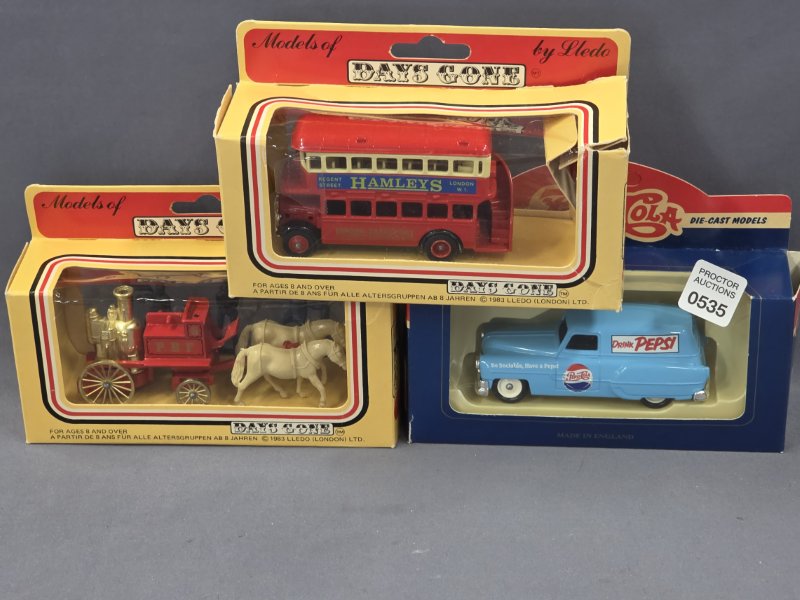 Models of
by Lledo
DAYS GONE
REGENT STREET
HAMLEYS
LONDON W.1.
FOR AGES 8 AND OVER
DAYS GONE
A PARTIR DE 8 ANS FÜR ALLE ALTERSGRUPPEN AB 8 JAHREN © 1983 LLEDO (LONDON) LTD.
Models of
DAYS GONE
FOR AGES 8 AND OVER
DAYS GONE
A PARTIR DE 8 ANS FÜR ALLE ALTERSGRUPPEN AB 8 JAHREN © 1983 LLEDO (LONDON) LTD.
COLA
DIE-CAST MODELS
PROCTOR
AUCTIONS
0535
DRINK PEPSI
Be Sociable, Have a Pepsi
MADE IN ENGLAND